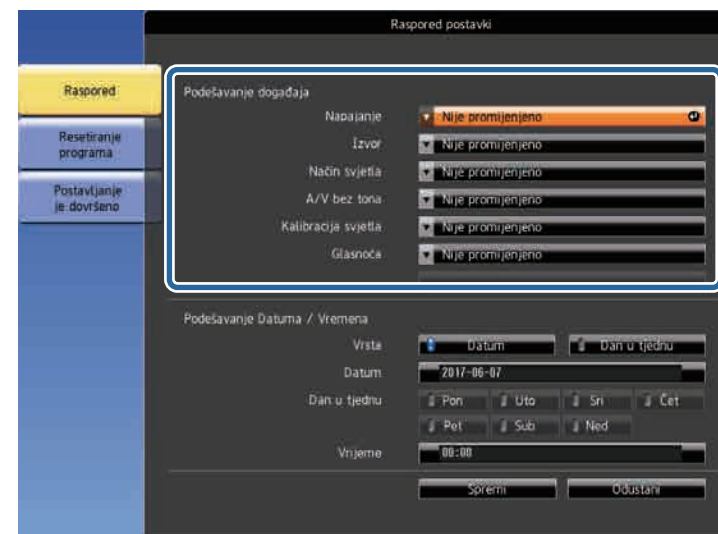 Raspored postavki
Raspored
Resetiranje
programa
Postavljanje
je dovršeno
Podešavanje događaja
Napajanje Nije promijenjeno
Izvor Nije promijenjeno
Način svjetla Nije promijenjeno
A/V bez tona Nije promijenjeno
Kalibracija svjetla Nije promijenjeno
Glasnoća Nije promijenjeno
Podešavanje Datuma / Vremena
Vrsta Datum Dan u tjednu
Datum 2017-06-07
Dan u tjednu Pon Uto Sri Čet
Pet Sub Ned
Vrijeme 00:00
Spremi Odustani